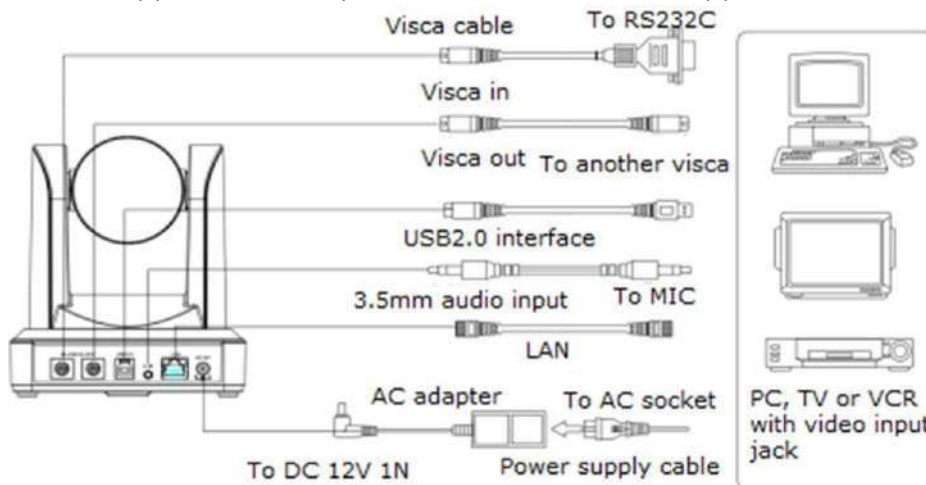 Visca cable
To RS232C
Visca in
Visca out
To another visca
USB2.0 interface
3.5mm audio input
To MIC
LAN
AC adapter
To AC socket
To DC 12V 1N
Power supply cable
PC, TV or VCR
with video input
jack